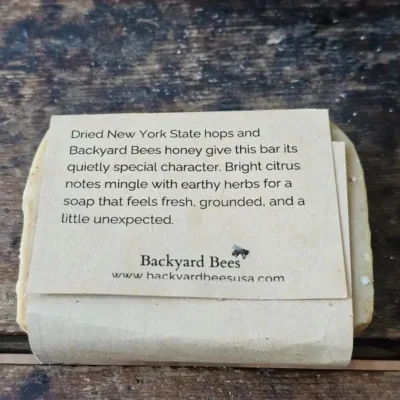 Dried New York State hops and
Backyard Bees honey give this bar its
quietly special character. Bright citrus
notes mingle with earthy herbs for a
soap that feels fresh, grounded, and a
little unexpected.
Backyard Bees
www.backyardbeesusa.com